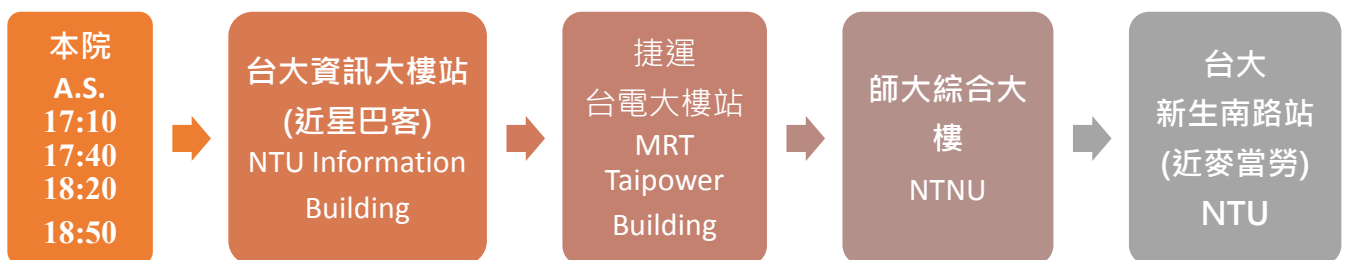 本院
A.S.
17:10
17:40
18:20
18:50
台大資訊大樓站
(近星巴客)
NTU Information
Building
捷運
台電大樓站
MRT
Taipower
Building
師大綜合大
樓
NTNU
台大
新生南路站
(近麥當勞)
NTU